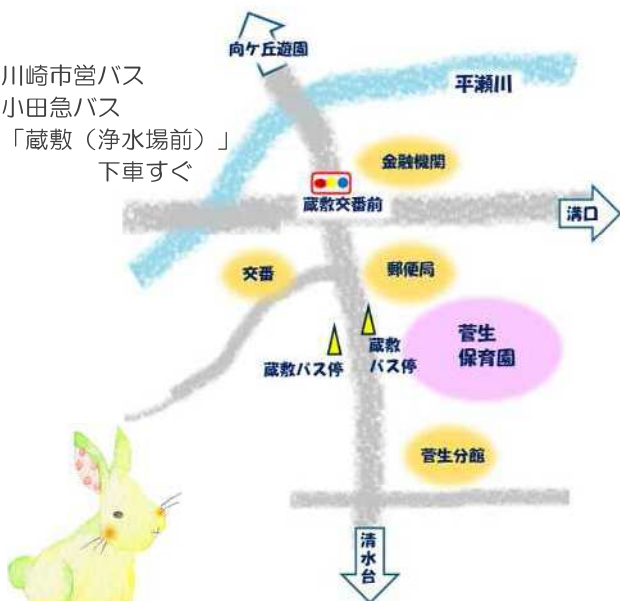 向ケ丘遊園
川崎市営バス
小田急バス
「蔵敷（浄水場前）」
下車すぐ
平瀬川
金融機関
蔵敷交番前
溝口
交番
郵便局
蔵敷バス停
蔵敷
バス停
菅生
保育園
菅生分館
清水台